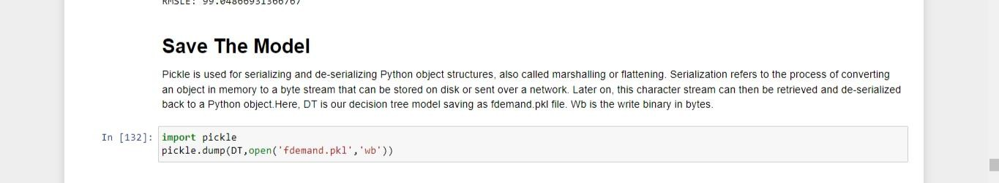 RMSLE: 99.04866931366767
Save The Model
Pickle is used for serializing and de-serializing Python object structures, also called marshalling or flattening. Serialization refers to the process of converting
an object in memory to a byte stream that can be stored on disk or sent over a network. Later on, this character stream can then be retrieved and de-serialized
back to a Python object.Here, DT is our decision tree model saving as fdemand.pkl file. Wb is the write binary in bytes.
In [132]: import pickle
pickle.dump(DT,open('fdemand.pkl','wb'))